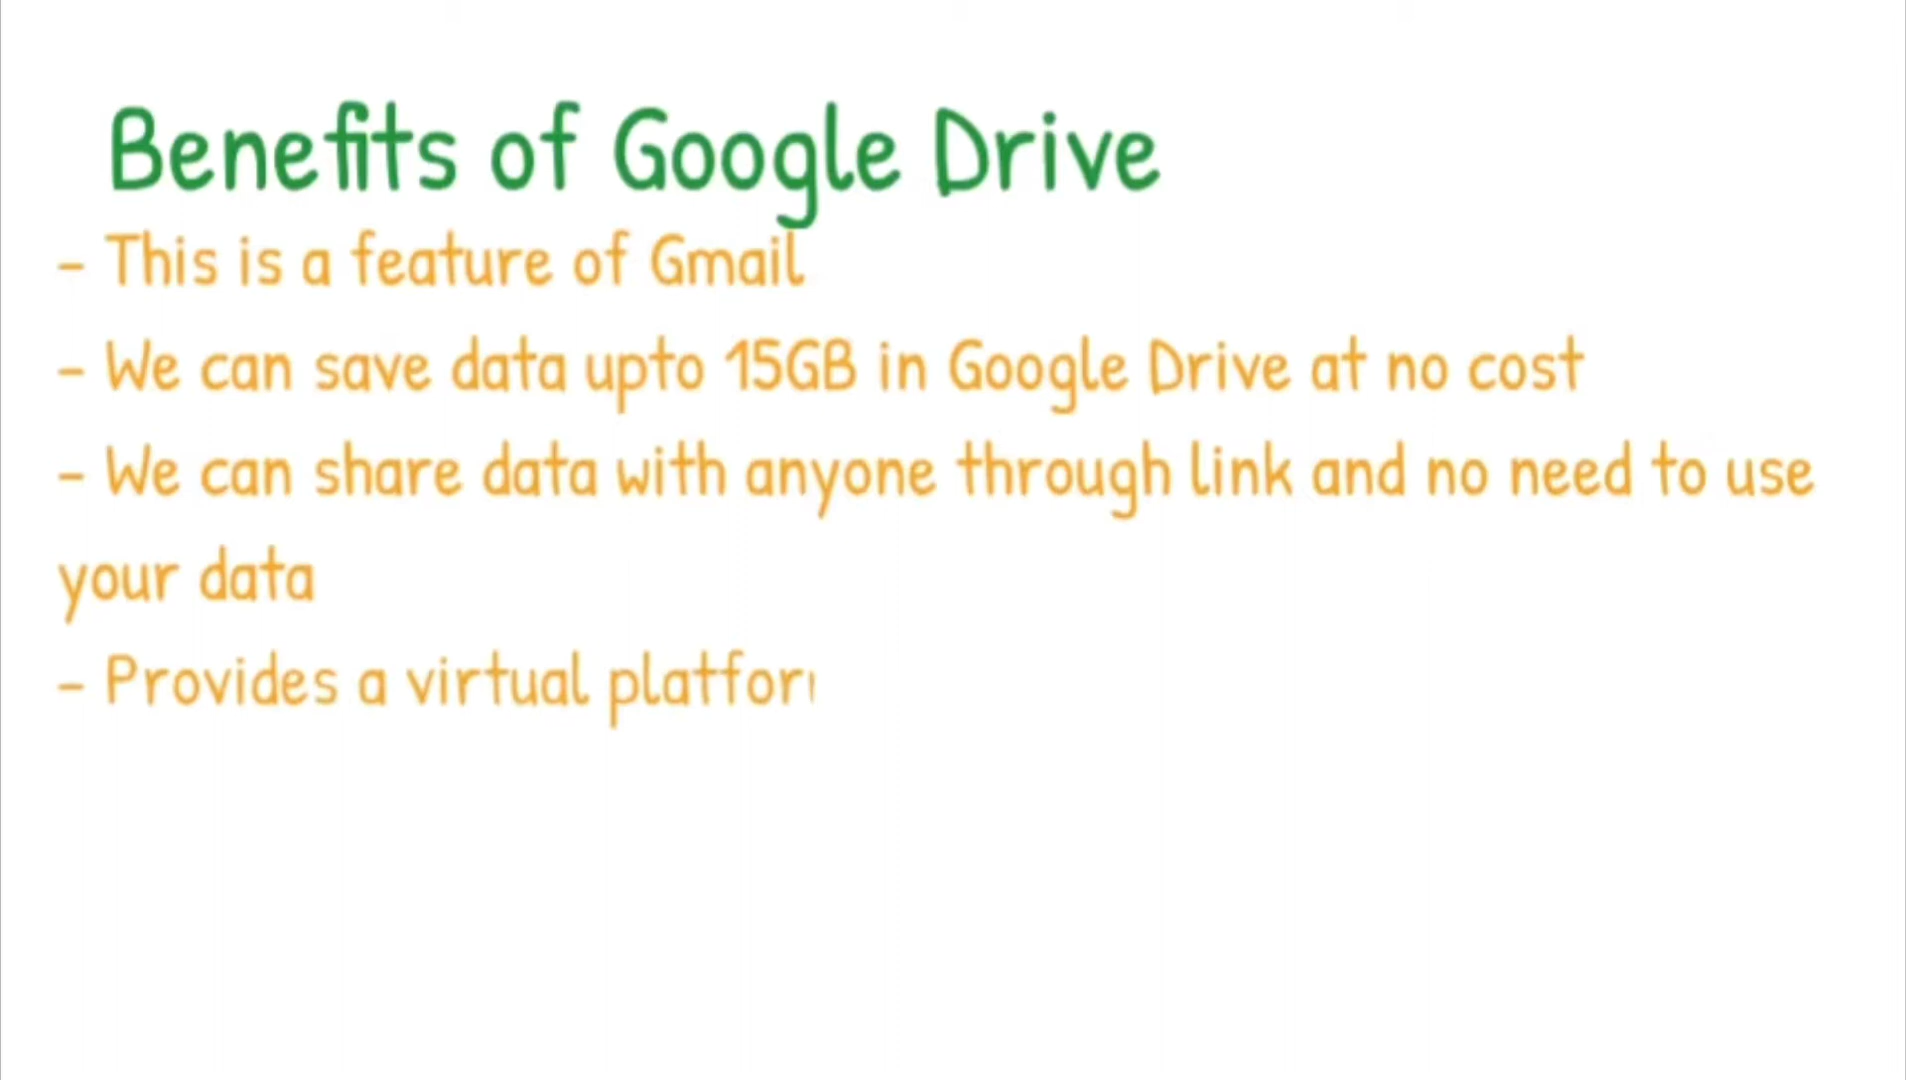 Benefits of Google Drive
- This is a feature of Gmail
- We can save data upto 15GB in Google Drive at no cost
- We can share data with anyone through link and no need to use
your data
- Provides a virtual